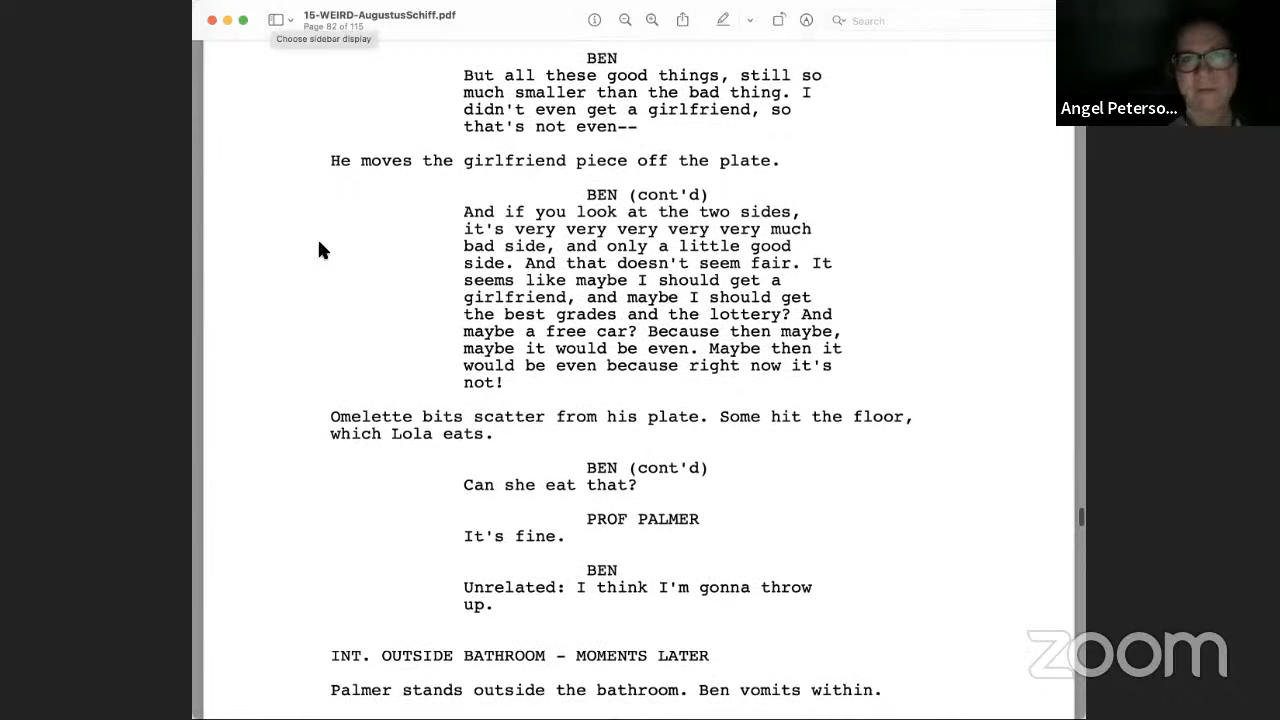 15-WEIRD-AugustusSchiff.pdf
Page 82 of 115
Choose sidebar display
Search
Angel Peterso...
BEN
But all these good things, still so
much smaller than the bad thing. I
didn't even get a girlfriend, so
that's not even--
He moves the girlfriend piece off the plate.
BEN (cont'd)
And if you look at the two sides,
it's very very very very very much
bad side, and only a little good
side. And that doesn't seem fair. It
seems like maybe I should get a
girlfriend, and maybe I should get
the best grades and the lottery? And
maybe a free car? Because then maybe,
maybe it would be even. Maybe then it
would be even because right now it's
not!
Omelette bits scatter from his plate. Some hit the floor,
which Lola eats.
BEN (cont'd)
Can she eat that?
PROF PALMER
It's fine.
BEN
Unrelated: I think I'm gonna throw
up.
INT. OUTSIDE BATHROOM – MOMENTS LATER
Palmer stands outside the bathroom. Ben vomits within.
zoom